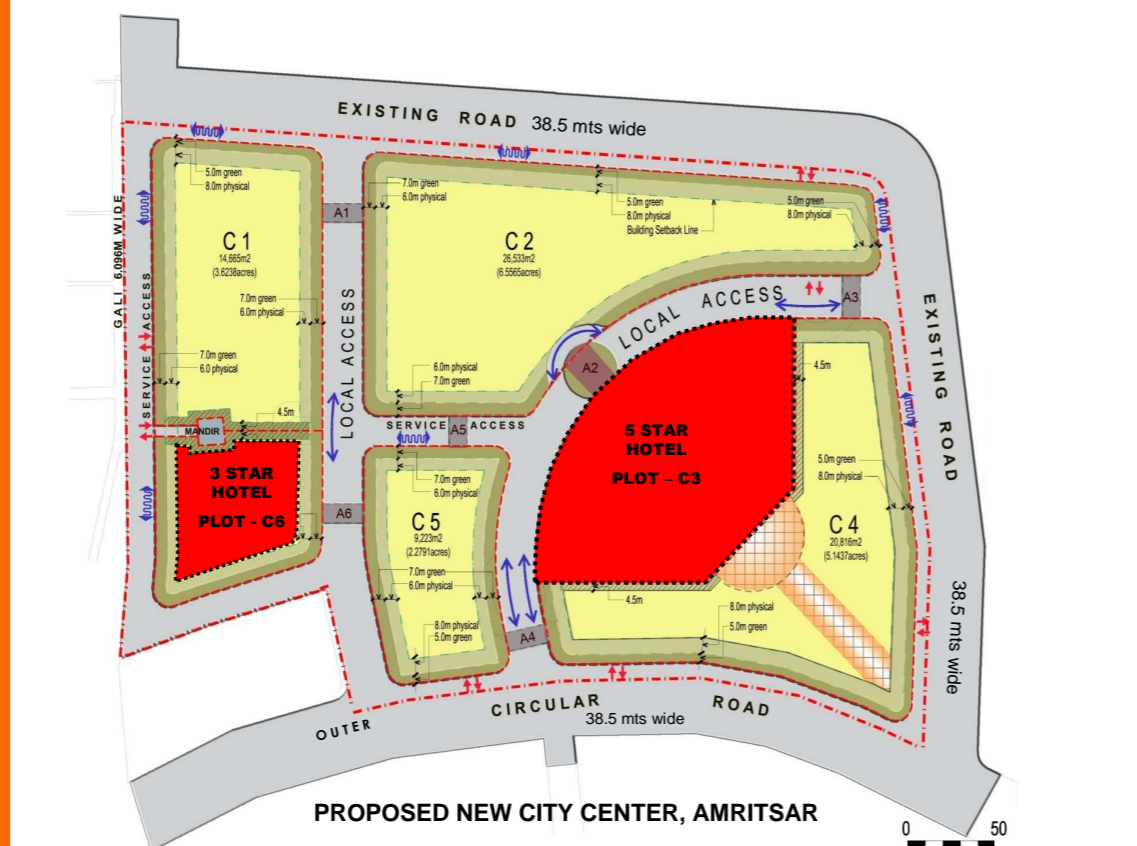 EXISTING ROAD 38.5 mts wide
GALI 6.096M WIDE
SERVICE ACCESS
5.0m green
8.0m physical
C 1
14,665m2
(3.6238acres)
7.0m green
6.0m physical
7.0m green
6.0 physical
4.5m
MANDIR
3 STAR
HOTEL
PLOT - C6
LOCAL ACCESS
A1
A6
7.0m green
6.0m physical
C 2
26,533m2
(6.5565acres)
5.0m green
8.0m physical
Building Setback Line
5.0m green
8.0m physical
6.0m physical
7.0m green
LOCAL ACCESS
A2
A3
SERVICE ACCESS
A5
7.0m green
6.0m physical
C 5
9,223m2
(2.2791acres)
7.0m green
6.0m physical
8.0m physical
5.0m green
A4
5 STAR
HOTEL
PLOT – C3
4.5m
4.5m
5.0m green
8.0m physical
C 4
20,816m2
(5.1437acres)
8.0m physical
5.0m green
EXISTING ROAD
38.5 mts wide
OUTER CIRCULAR ROAD
38.5 mts wide
PROPOSED NEW CITY CENTER, AMRITSAR
0 50